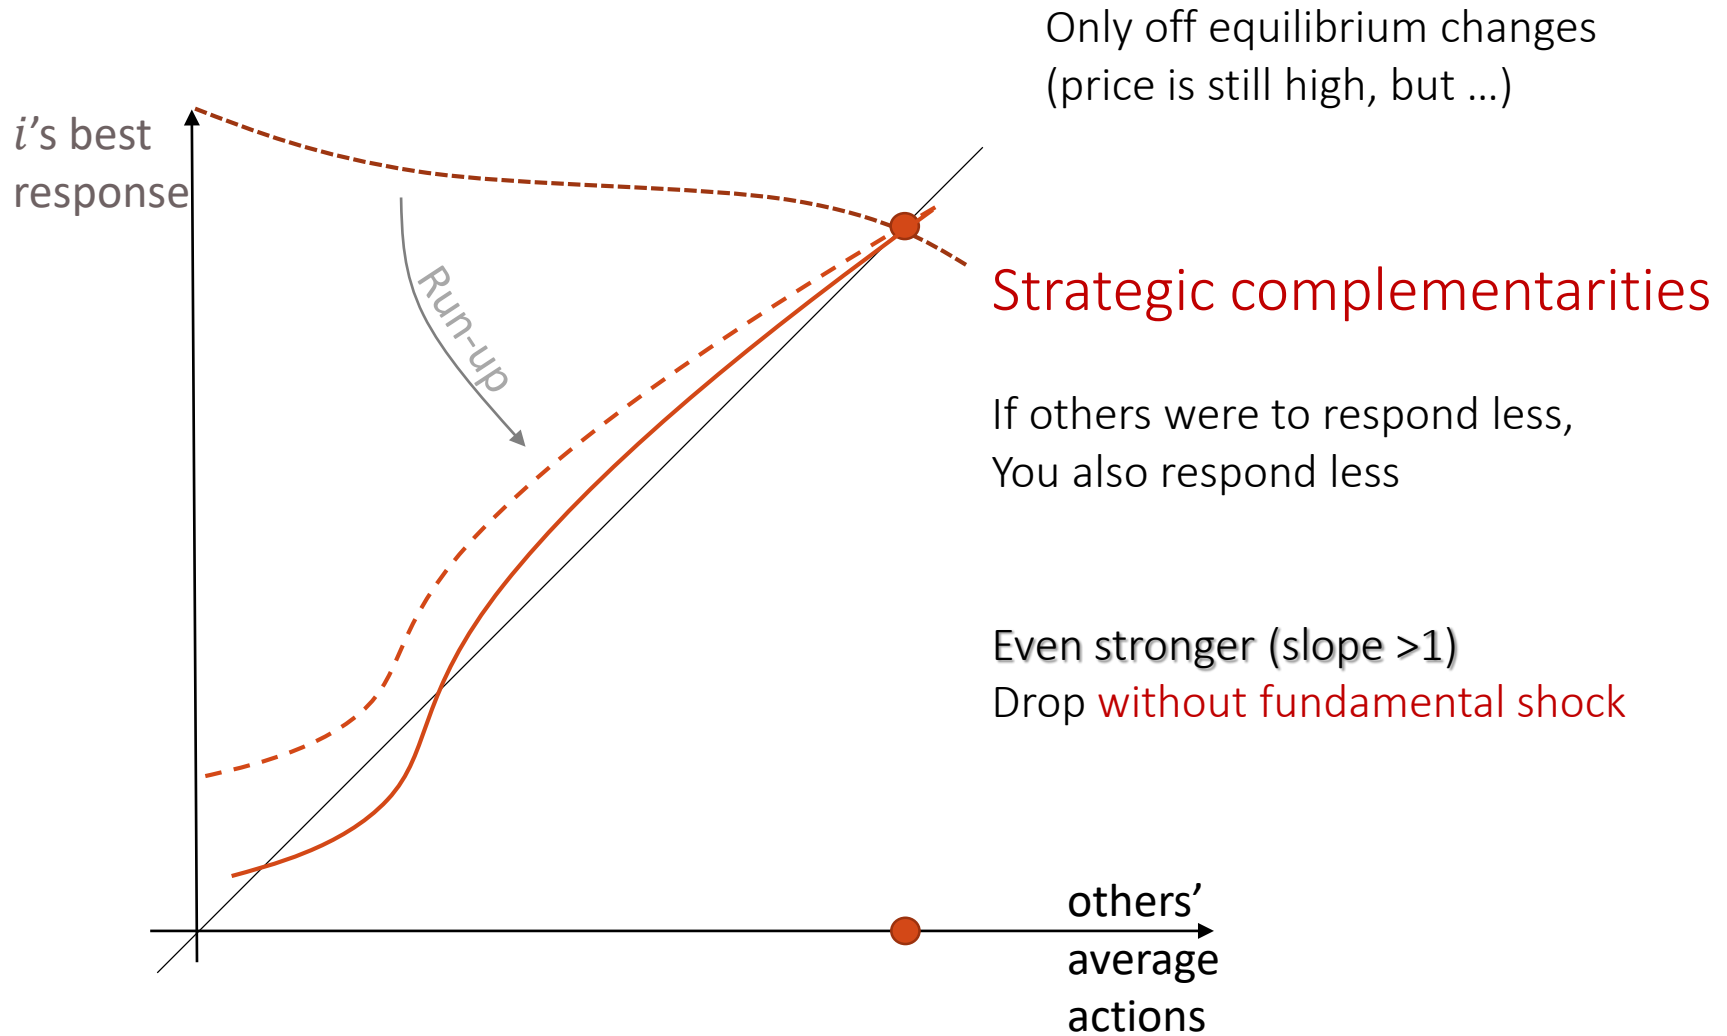 Only off equilibrium changes
(price is still high, but …)
i’s best
response
Run-up
Strategic complementarities
If others were to respond less,
You also respond less
Even stronger (slope >1)
Drop without fundamental shock
others’
average
actions